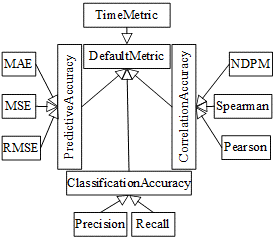 TimeMetric
DefaultMetric
MAE
MSE
RMSE
PredictiveAccuracy
CorrelationAccuracy
NDPM
Spearman
Pearson
ClassificationAccuracy
Precision
Recall